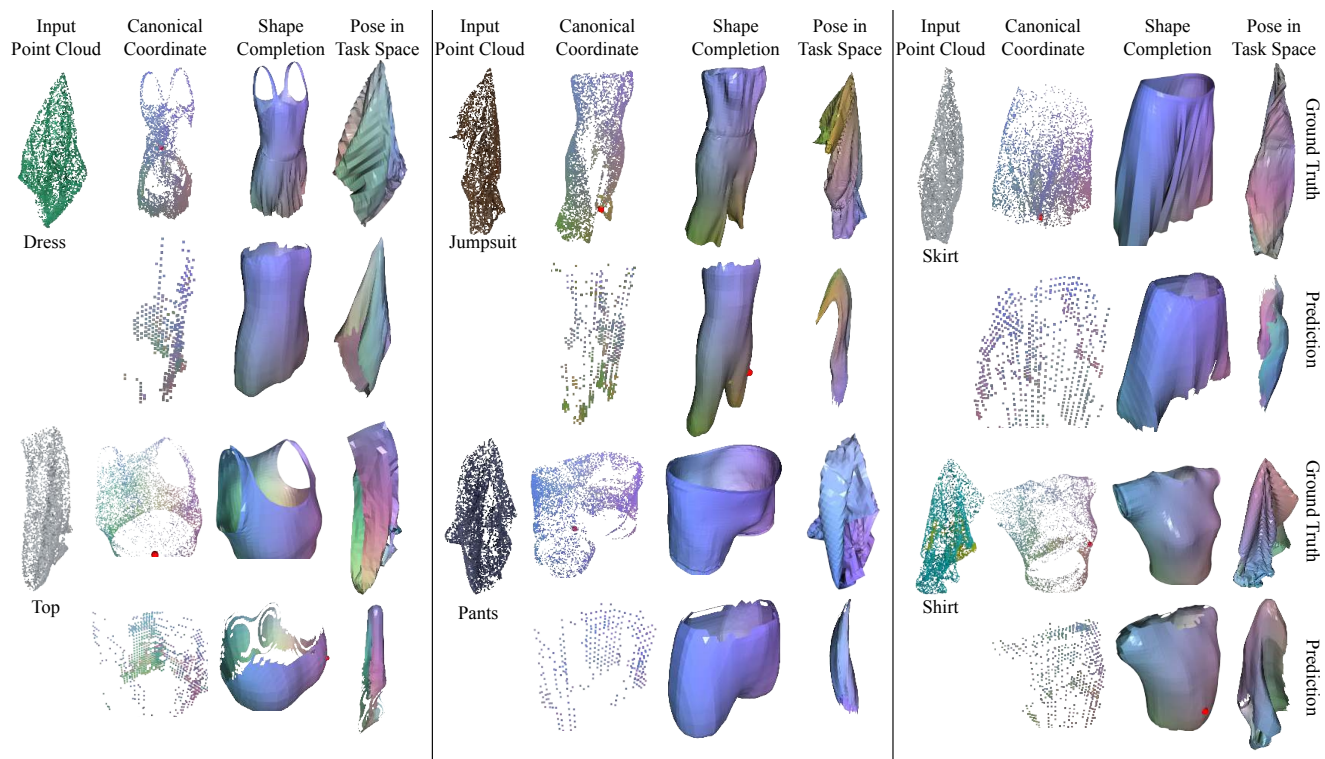 Input
Point Cloud
Canonical
Coordinate
Shape
Completion
Pose in
Task Space
Input
Point Cloud
Canonical
Coordinate
Shape
Completion
Pose in
Task Space
Input
Point Cloud
Canonical
Coordinate
Shape
Completion
Pose in
Task Space
Ground Truth
Dress
Jumpsuit
Skirt
Prediction
Ground Truth
Top
Pants
Shirt
Prediction